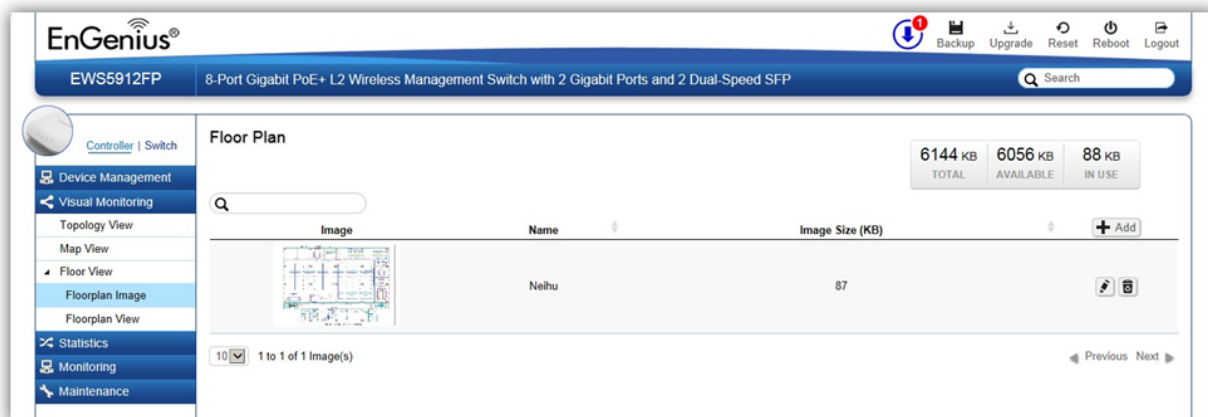 EnGenius®
1
Backup Upgrade Reset Reboot Logout
EWS5912FP
8-Port Gigabit PoE+ L2 Wireless Management Switch with 2 Gigabit Ports and 2 Dual-Speed SFP
Search
Controller | Switch
Device Management
Visual Monitoring
Topology View
Map View
Floor View
Floorplan Image
Floorplan View
Statistics
Monitoring
Maintenance
Floor Plan
6144 KB 6056 KB 88 KB
TOTAL AVAILABLE IN USE
Image Name Image Size (KB) Add
Neihu 87
10 1 to 1 of 1 Image(s)
Previous Next